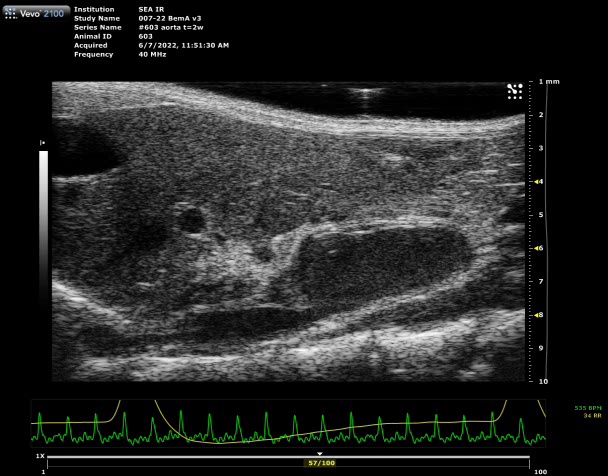 Vevo 2100
Institution SEA IR
Study Name 007-22 BemA v3
Series Name #603 aorta t=2w
Animal ID 603
Acquired 6/7/2022, 11:51:30 AM
Frequency 40 MHz
1 mm
2
3
4
5
6
7
8
9
10
535 BPM
34 RR
1X
57/100
1 100